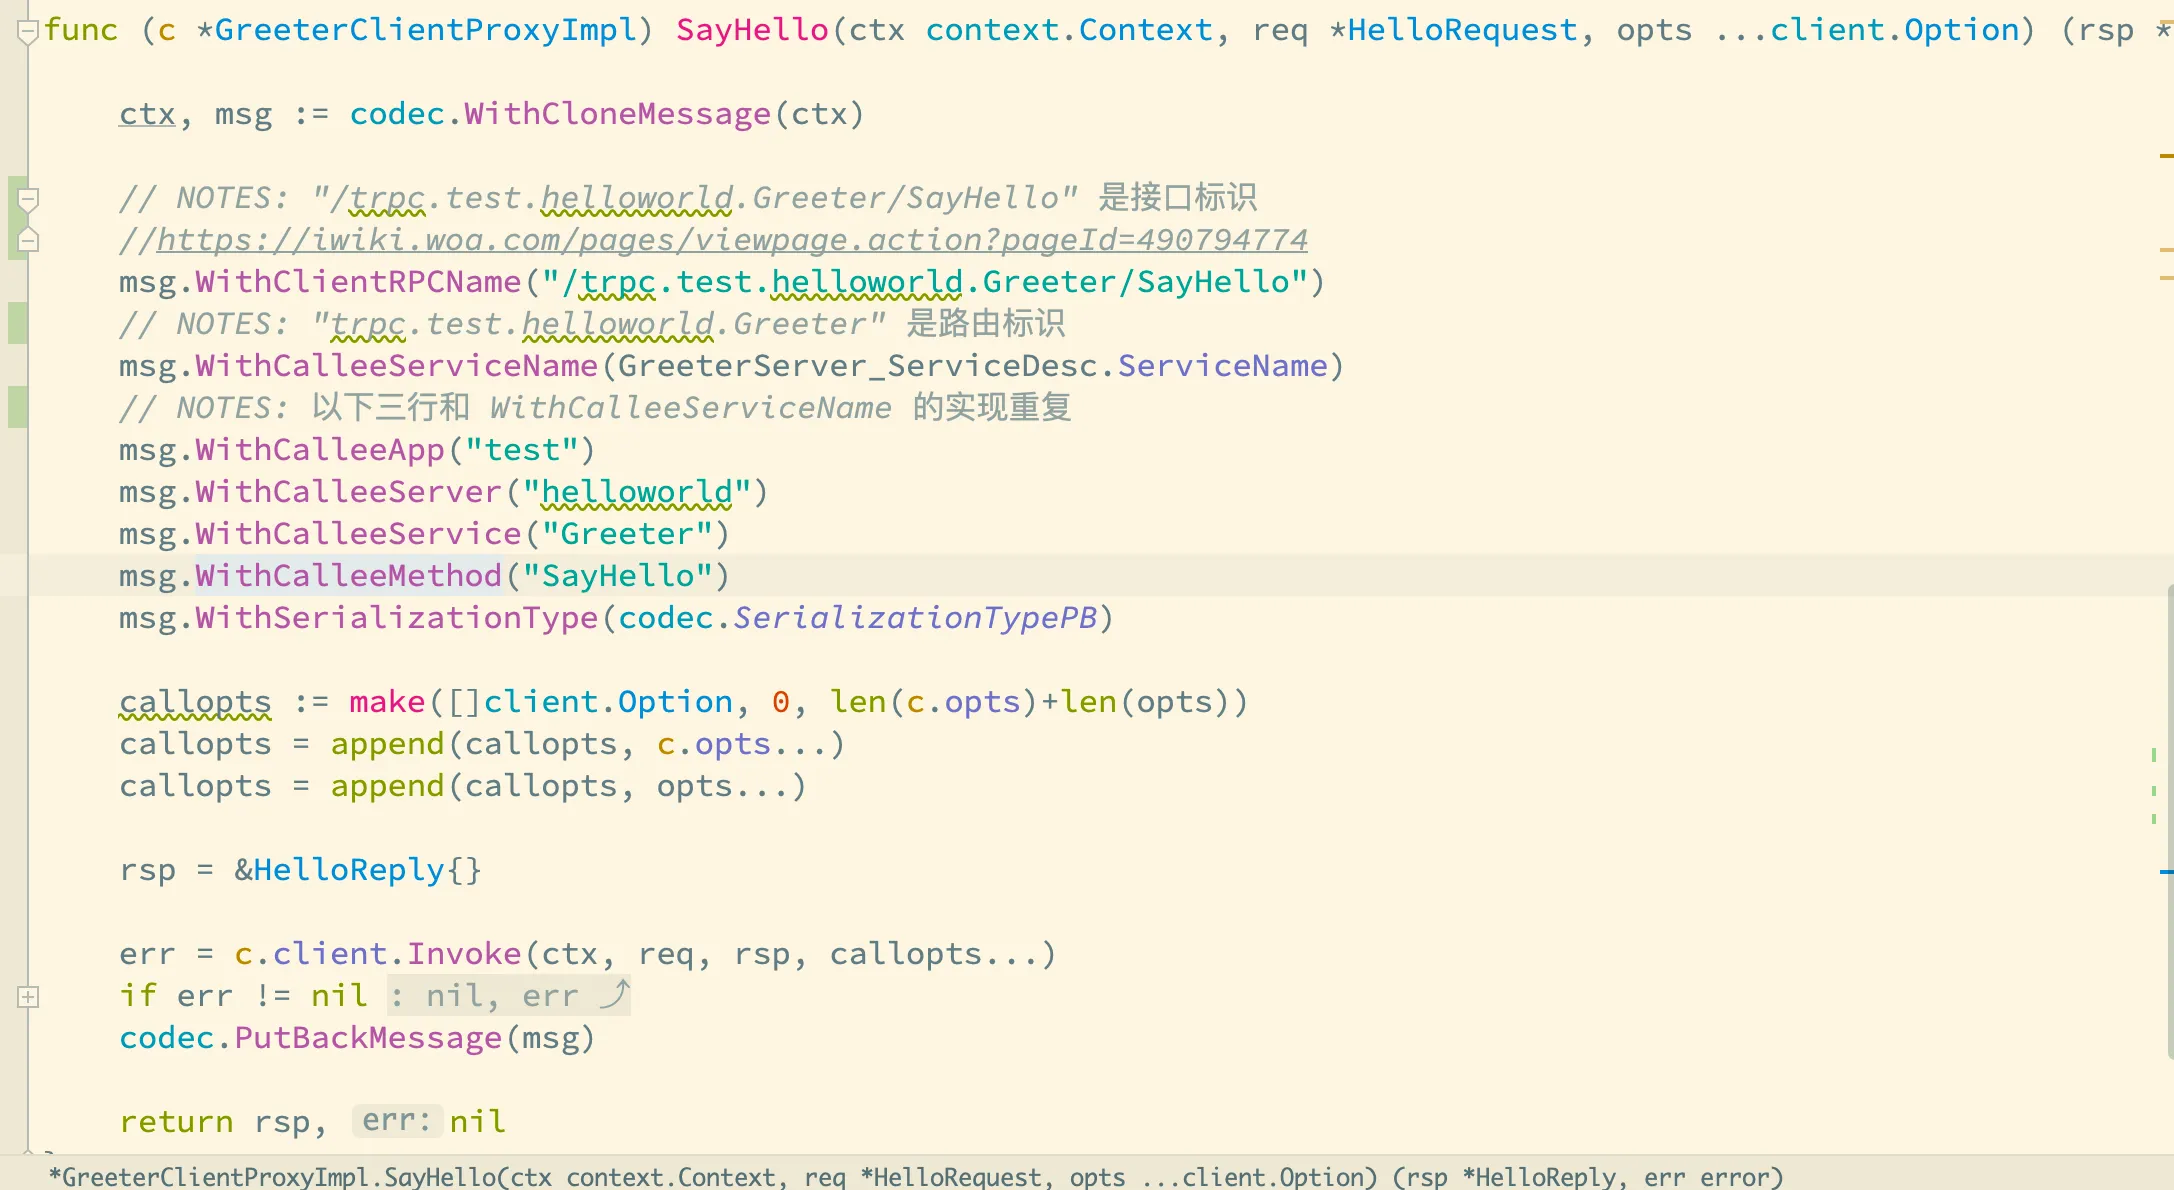 func (c *GreeterClientProxyImpl) SayHello(ctx context.Context, req *HelloRequest, opts ...client.Option) (rsp *
ctx, msg := codec.WithCloneMessage(ctx)
// NOTES: "/trpc.test.helloworld.Greeter/SayHello" 是接口标识
//https://iwiki.woa.com/pages/viewpage.action?pageId=490794774
msg.WithClientRPCName("/trpc.test.helloworld.Greeter/SayHello")
// NOTES: "trpc.test.helloworld.Greeter" 是路由标识
msg.WithCalleeServiceName(GreeterServer_ServiceDesc.ServiceName)
// NOTES: 以下三行和 WithCalleeServiceName 的实现重复
msg.WithCalleeApp("test")
msg.WithCalleeServer("helloworld")
msg.WithCalleeService("Greeter")
msg.WithCalleeMethod("SayHello")
msg.WithSerializationType(codec.SerializationTypePB)
callopts := make([]client.Option, 0, len(c.opts)+len(opts))
callopts = append(callopts, c.opts...)
callopts = append(callopts, opts...)
rsp = &HelloReply{}
err = c.client.Invoke(ctx, req, rsp, callopts...)
if err != nil : nil, err ⤴
codec.PutBackMessage(msg)
return rsp, err: nil
*GreeterClientProxyImpl.SayHello(ctx context.Context, req *HelloRequest, opts ...client.Option) (rsp *HelloReply, err error)